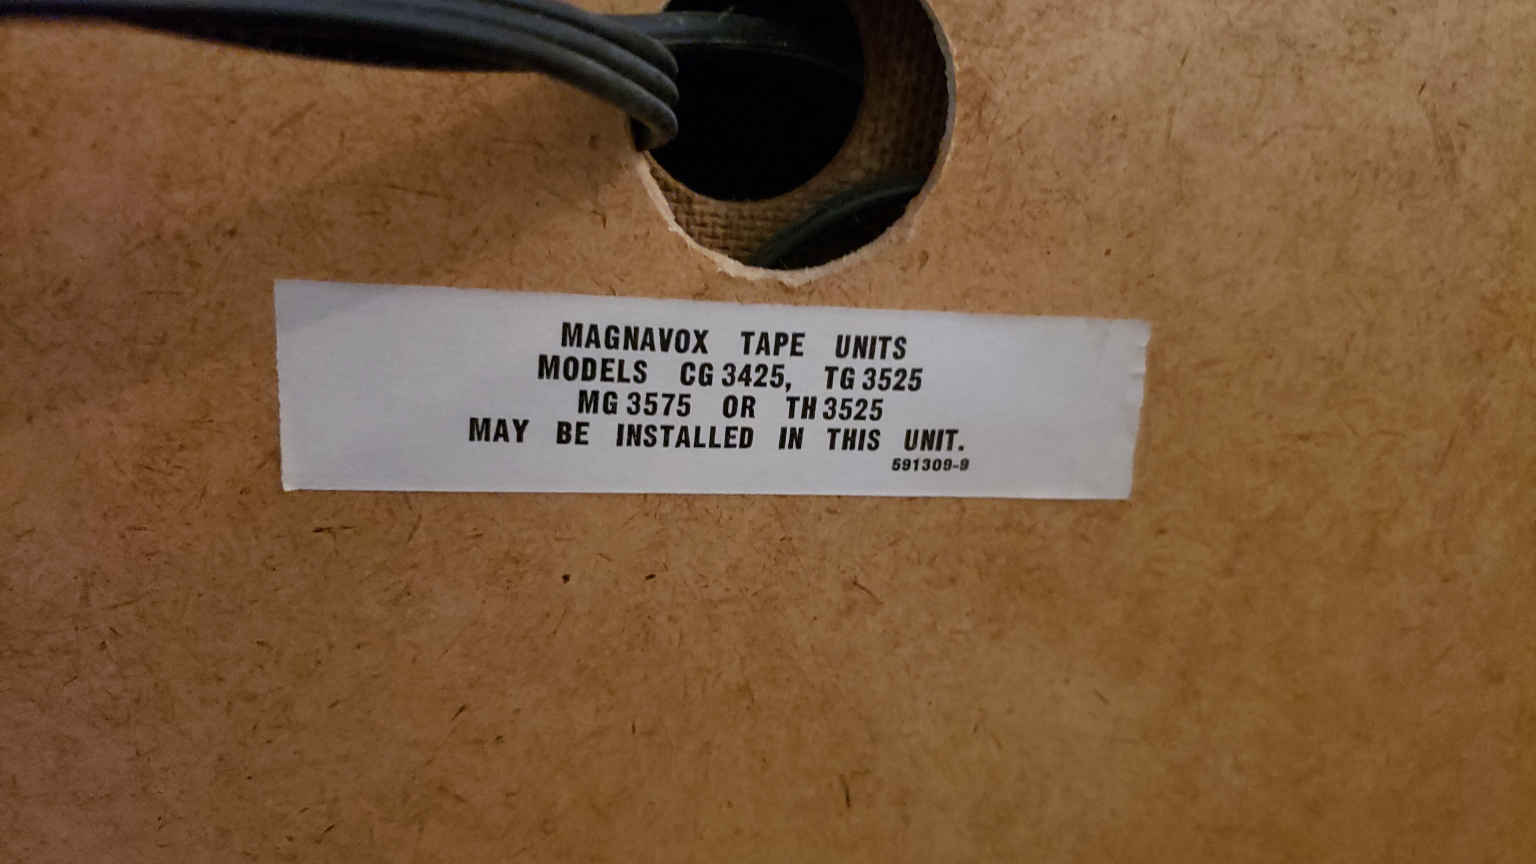 MAGNAVOX TAPE UNITS
MODELS CG 3425, TG 3525
MG 3575 OR TH 3525
MAY BE INSTALLED IN THIS UNIT.
591309-9